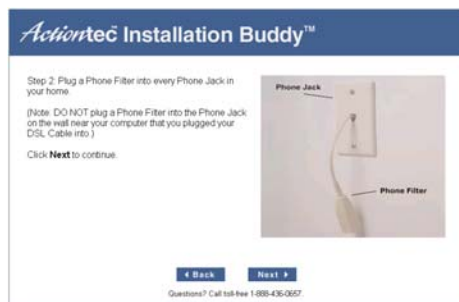 Actiontec Installation Buddy™
Step 2: Plug a Phone Filter into every Phone Jack in
your home.
(Note: DO NOT plug a Phone Filter into the Phone Jack
on the wall near your computer that you plugged your
DSL Cable into.)
Click Next to continue.
Phone Jack
Phone Filter
Back
Next
Questions? Call toll-free 1-888-436-0657.